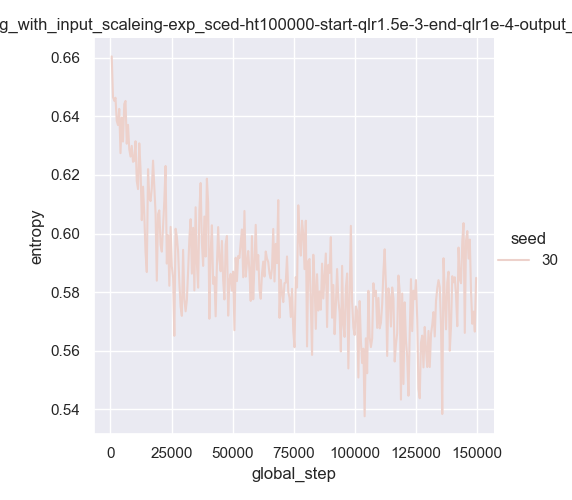 g_with_input_scaleing-exp_sced-ht100000-start-qlr1.5e-3-end-qlr1e-4-output_
0.66
0.64
0.62
0.60
0.58
0.56
0.54
entropy
0 25000 50000 75000 100000 125000 150000
global_step
seed
30